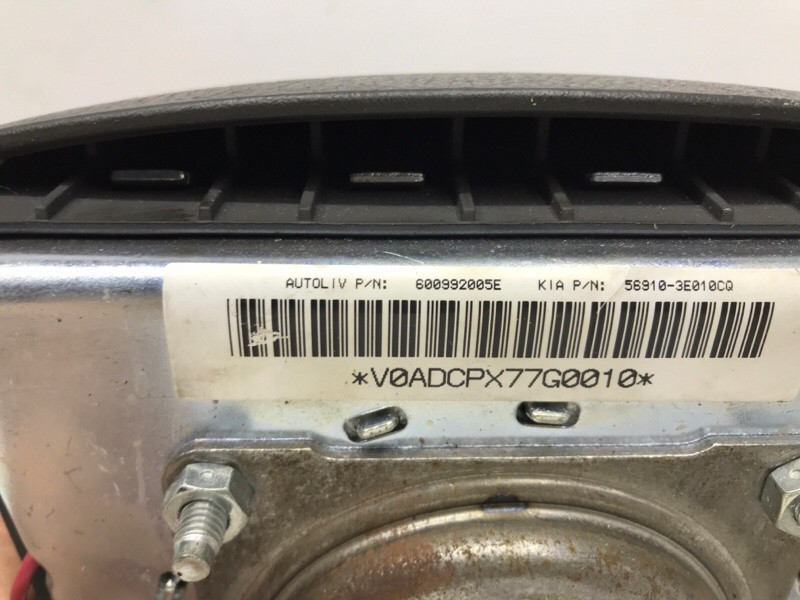 AUTOLIV P/N: 600992005E KIA P/N: 56910-3E010CQ
*V0ADCPX77G0010*